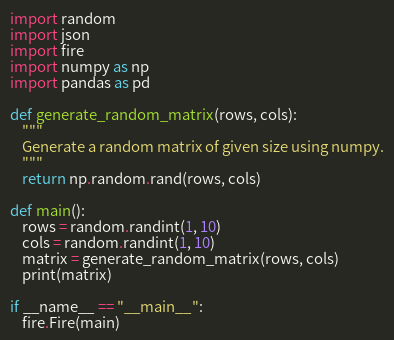 import random
import json
import fire
import numpy as np
import pandas as pd

def generate_random_matrix(rows, cols):
    """
    Generate a random matrix of given size using numpy.
    """
    return np.random.rand(rows, cols)

def main():
    rows = random.randint(1, 10)
    cols = random.randint(1, 10)
    matrix = generate_random_matrix(rows, cols)
    print(matrix)

if __name__ == "__main__":
    fire.Fire(main)